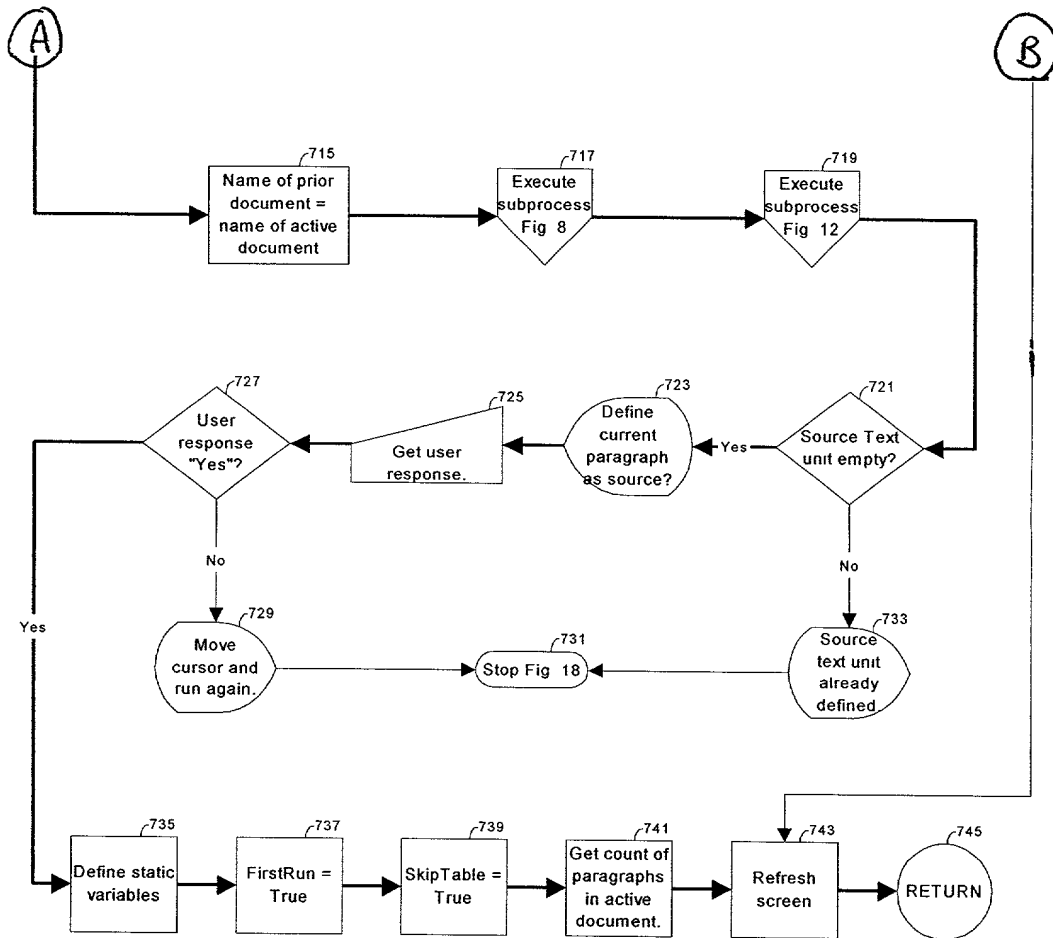 A
B
715
Name of prior
document =
name of active
document
717
Execute
subprocess
Fig 8
719
Execute
subprocess
Fig 12
721
Source Text
unit empty?
Yes
723
Define
current
paragraph
as source?
725
Get user
response.
727
User
response
"Yes"?
No
No
Yes
729
Move
cursor and
run again.
731
Stop Fig 18
733
Source
text unit
already
defined.
735
Define static
variables
737
FirstRun =
True
739
SkipTable =
True
741
Get count of
paragraphs
in active
document.
743
Refresh
screen
745
RETURN